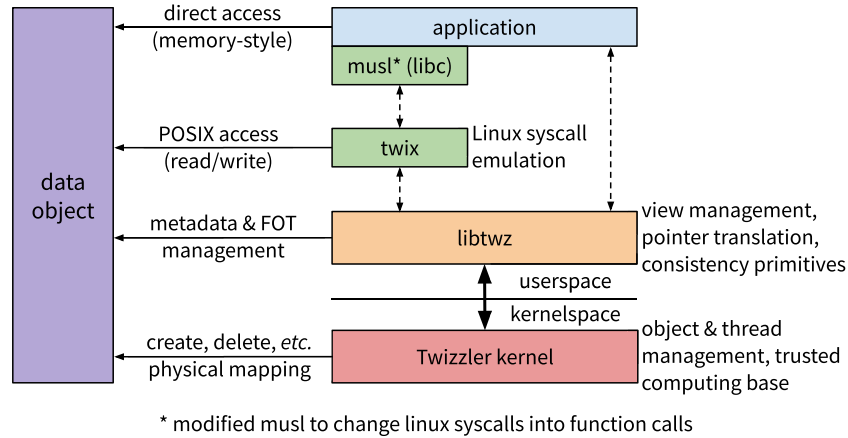 direct access
(memory-style)
application
musl* (libc)
POSIX access
(read/write)
twix
Linux syscall
emulation
data
object
metadata & FOT
management
libtwz
view management,
pointer translation,
consistency primitives
userspace
kernelspace
create, delete, etc.
physical mapping
Twizzler kernel
object & thread
management, trusted
computing base
* modified musl to change linux syscalls into function calls